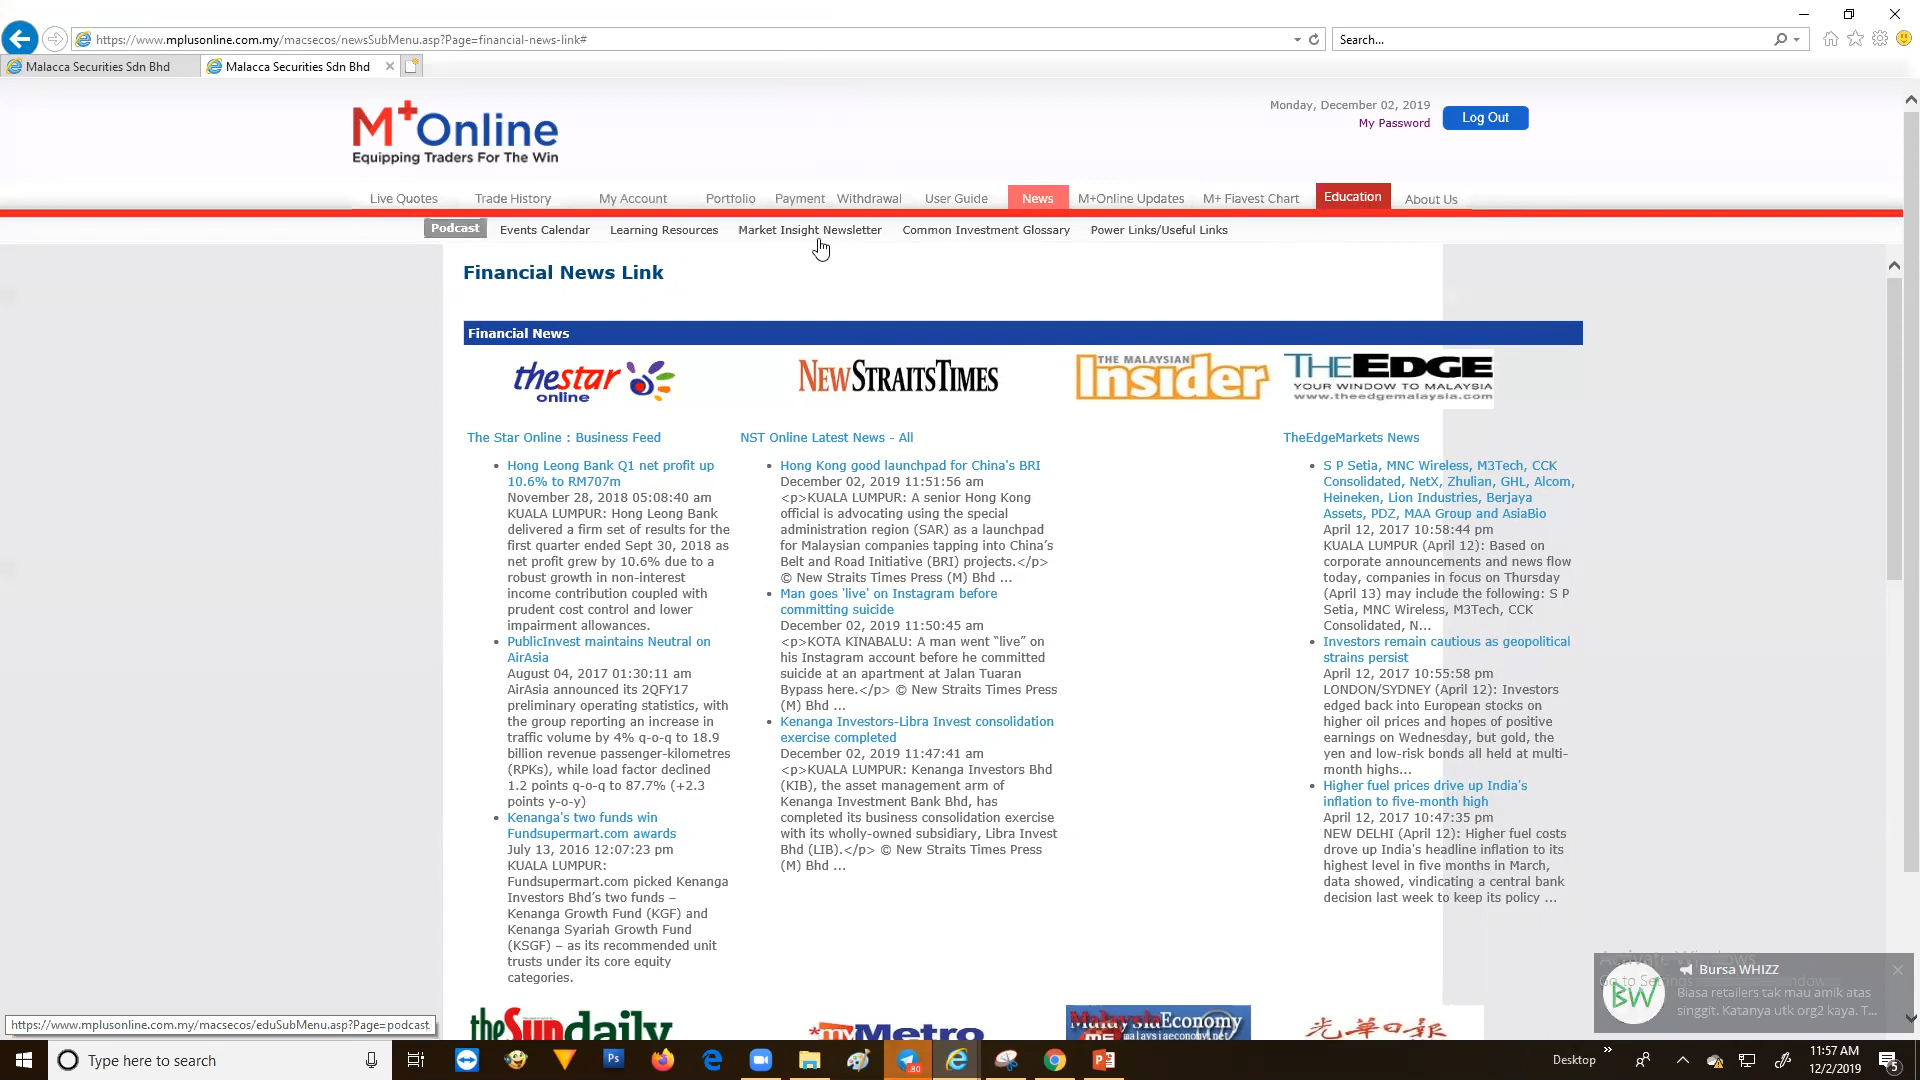 https://www.mplusonline.com.my/macsecos/newsSubMenu.asp?Page=financial-news-link#
Search...
Malacca Securities Sdn Bhd
Malacca Securities Sdn Bhd
M+Online
Equipping Traders For The Win
Monday, December 02, 2019
My Password
Log Out
Live Quotes Trade History My Account Portfolio Payment Withdrawal User Guide News M+Online Updates M+ Fiavest Chart Education About Us
Podcast Events Calendar Learning Resources Market Insight Newsletter Common Investment Glossary Power Links/Useful Links
Financial News Link
Financial News
thestar
online
NEW STRAITS TIMES
THE MALAYSIAN
Insider
THE EDGE
YOUR WINDOW TO MALAYSIA
www.theedgemalaysia.com
The Star Online : Business Feed
Hong Leong Bank Q1 net profit up
10.6% to RM707m
November 28, 2018 05:08:40 am
KUALA LUMPUR: Hong Leong Bank
delivered a firm set of results for the
first quarter ended Sept 30, 2018 as
net profit grew by 10.6% due to a
robust growth in non-interest
income contribution coupled with
prudent cost control and lower
impairment allowances.
PublicInvest maintains Neutral on
AirAsia
August 04, 2017 01:30:11 am
AirAsia announced its 2QFY17
preliminary operating statistics, with
the group reporting an increase in
traffic volume by 4% q-o-q to 18.9
billion revenue passenger-kilometres
(RPKs), while load factor declined
1.2 points q-o-q to 87.7% (+2.3
points y-o-y)
Kenanga's two funds win
Fundsupermart.com awards
July 13, 2016 12:07:23 pm
KUALA LUMPUR:
Fundsupermart.com picked Kenanga
Investors Bhd's two funds –
Kenanga Growth Fund (KGF) and
Kenanga Syariah Growth Fund
(KSGF) – as its recommended unit
trusts under its core equity
categories.
NST Online Latest News - All
Hong Kong good launchpad for China's BRI
December 02, 2019 11:51:56 am
<p>KUALA LUMPUR: A senior Hong Kong
official is advocating using the special
administration region (SAR) as a launchpad
for Malaysian companies tapping into China's
Belt and Road Initiative (BRI) projects.</p>
© New Straits Times Press (M) Bhd ...
Man goes 'live' on Instagram before
committing suicide
December 02, 2019 11:50:45 am
<p>KOTA KINABALU: A man went “live” on
his Instagram account before he committed
suicide at an apartment at Jalan Tuaran
Bypass here.</p> © New Straits Times Press
(M) Bhd ...
Kenanga Investors-Libra Invest consolidation
exercise completed
December 02, 2019 11:47:41 am
<p>KUALA LUMPUR: Kenanga Investors Bhd
(KIB), the asset management arm of
Kenanga Investment Bank Bhd, has
completed its business consolidation exercise
with its wholly-owned subsidiary, Libra Invest
Bhd (LIB).</p> © New Straits Times Press
(M) Bhd ...
TheEdgeMarkets News
S P Setia, MNC Wireless, M3Tech, CCK
Consolidated, NetX, Zhulian, GHL, Alcom,
Heineken, Lion Industries, Berjaya
Assets, PDZ, MAA Group and AsiaBio
April 12, 2017 10:58:44 pm
KUALA LUMPUR (April 12): Based on
corporate announcements and news flow
today, companies in focus on Thursday
(April 13) may include the following: S P
Setia, MNC Wireless, M3Tech, CCK
Consolidated, N...
Investors remain cautious as geopolitical
strains persist
April 12, 2017 10:55:58 pm
LONDON/SYDNEY (April 12): Investors
edged back into European stocks on
higher oil prices and hopes of positive
earnings on Wednesday, but gold, the
yen and low-risk bonds all held at multi-
month highs...
Higher fuel prices drive up India's
inflation to five-month high
April 12, 2017 10:47:35 pm
NEW DELHI (April 12): Higher fuel costs
drove up India's headline inflation to its
highest level in five months in March,
data showed, vindicating a central bank
decision last week to keep its policy ...
theSundaily
*myMetro
MalaysiaEconomy
malaysiaeconomy.net
光華日報
Activate Windows
Go to Settings
Bursa WHIZZ
BW
Biasa retailers tak mau amik atas
singgit. Katanya utk org2 kaya. T...
https://www.mplusonline.com.my/macsecos/eduSubMenu.asp?Page=podcast
Type here to search
Ps
80
Desktop
11:57 AM
12/2/2019
5